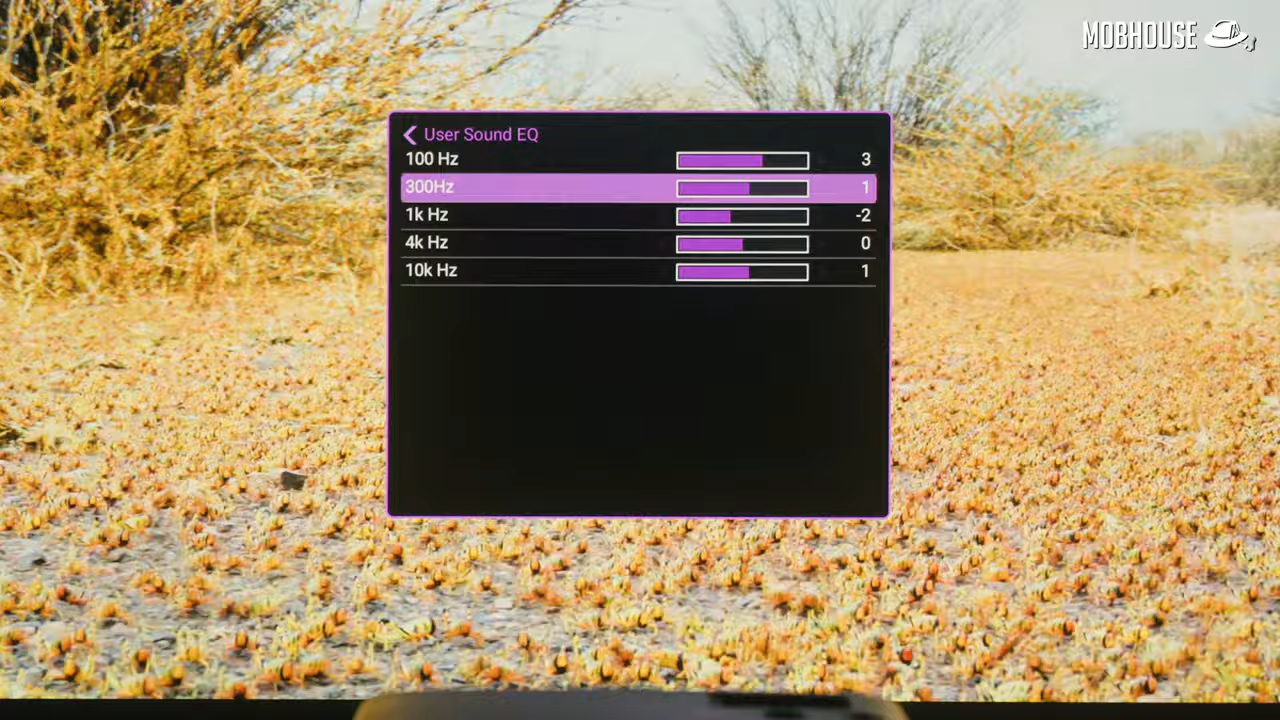 MOBHOUSE
User Sound EQ
100 Hz 3
300Hz 1
1k Hz -2
4k Hz 0
10k Hz 1